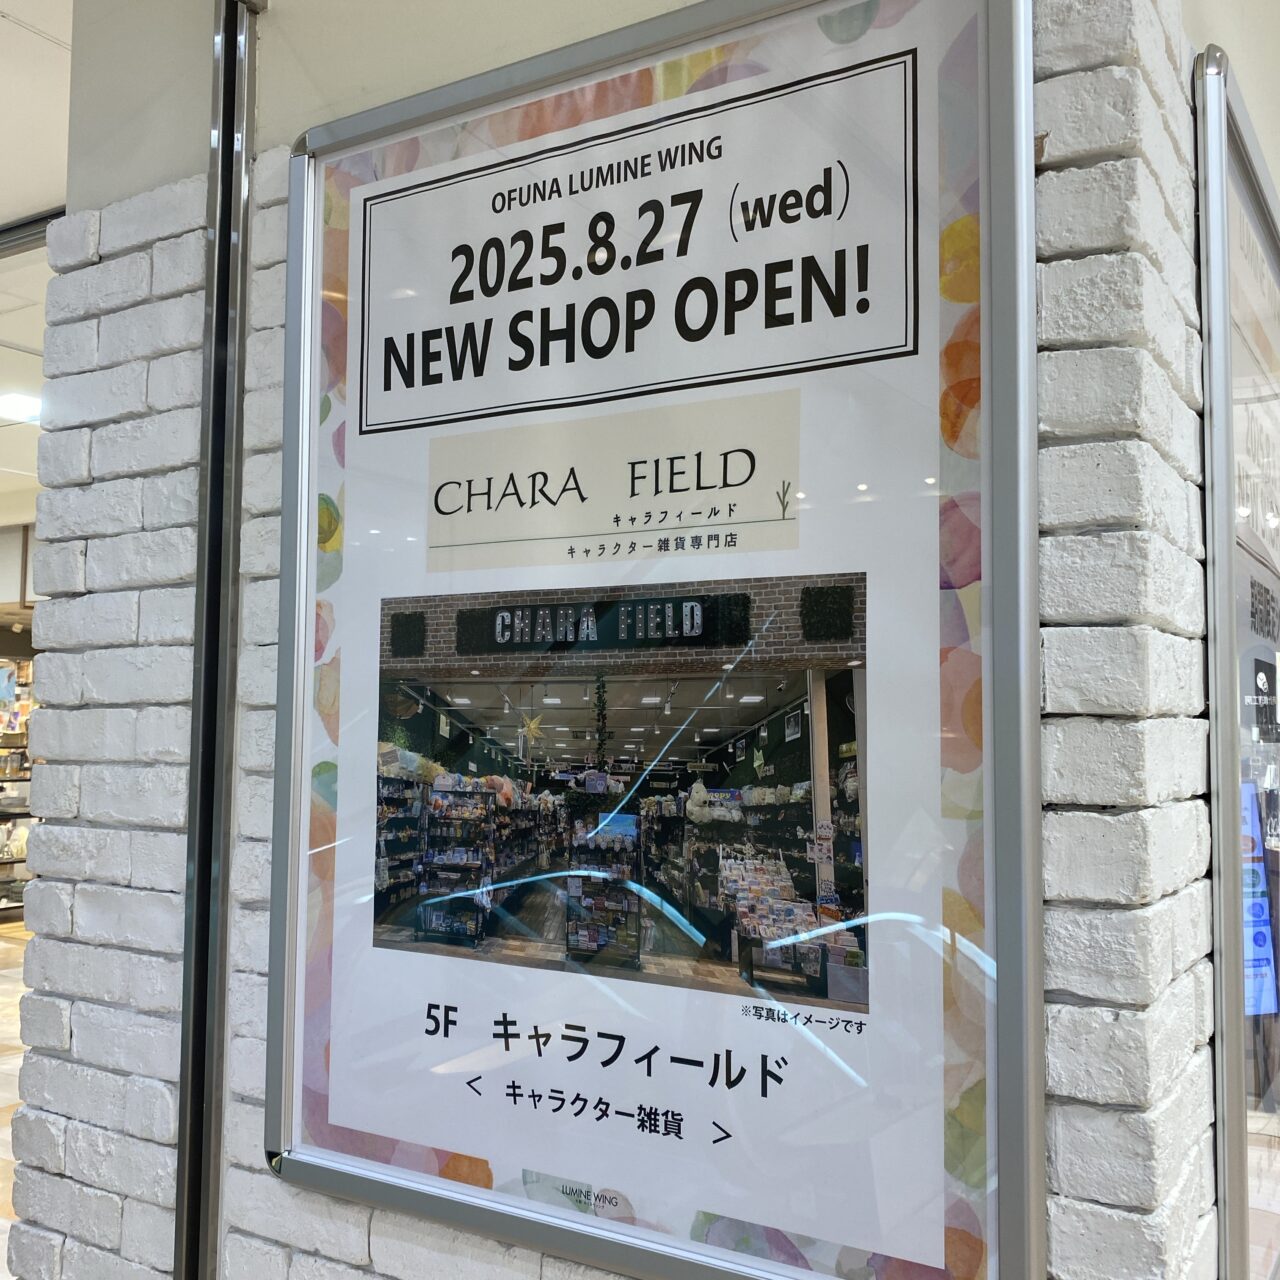 OFUNA LUMINE WING
2025.8.27 (wed)
NEW SHOP OPEN!
CHARA FIELD
キャラフィールド
キャラクター雑貨専門店
CHARA FIELD
※写真はイメージです
5F キャラフィールド
< キャラクター雑貨 >
LUMINE WING